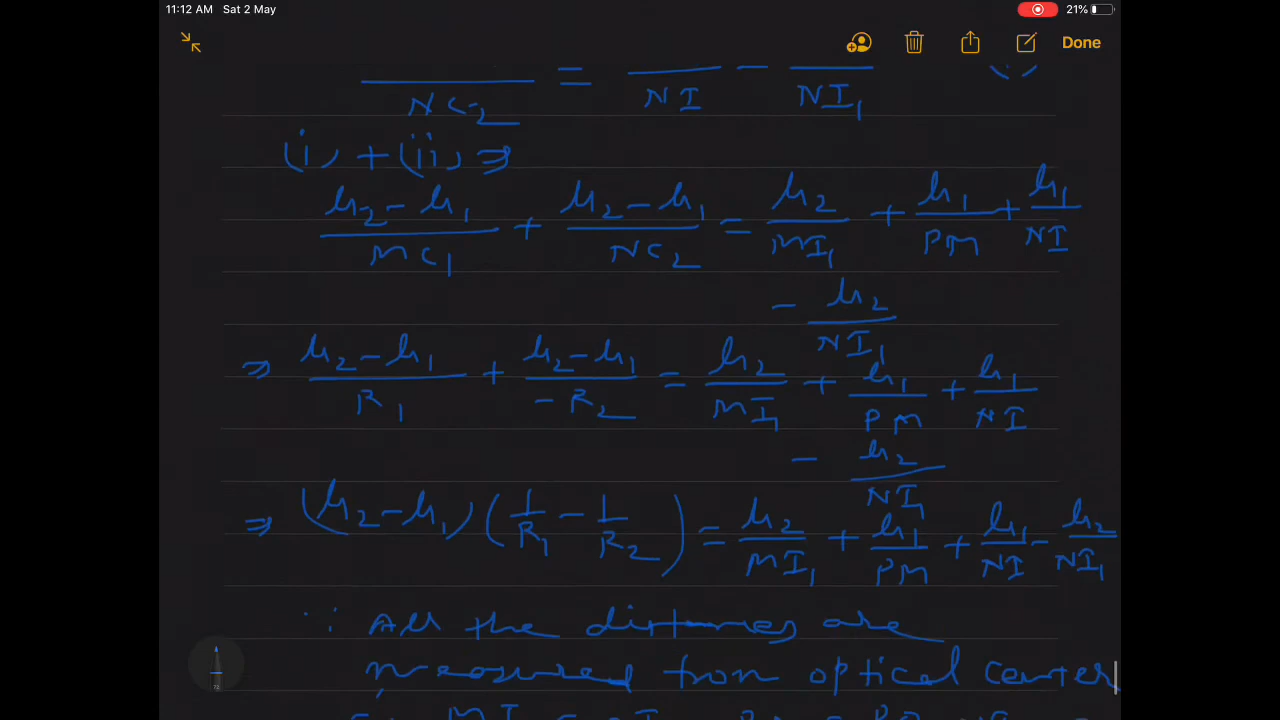 11:12 AM Sat 2 May 21%
Done
NC₂ = NI − NI₁
(i) + (ii) ⇒
μ₂ − μ₁ / MC₁ + μ₂ − μ₁ / NC₂ = μ₂ / MI₁ + μ₁ / PM + μ₁ / NI
− μ₂ / NI₁
⇒ μ₂ − μ₁ / R₁ + μ₂ − μ₁ / −R₂ = μ₂ / MI₁ + μ₁ / PM + μ₁ / NI
− μ₂ / NI₁
⇒ (μ₂ − μ₁) (1/R₁ − 1/R₂) = μ₂ / MI₁ + μ₁ / PM + μ₁ / NI − μ₂ / NI₁
∵ All the distances are
measured from optical center